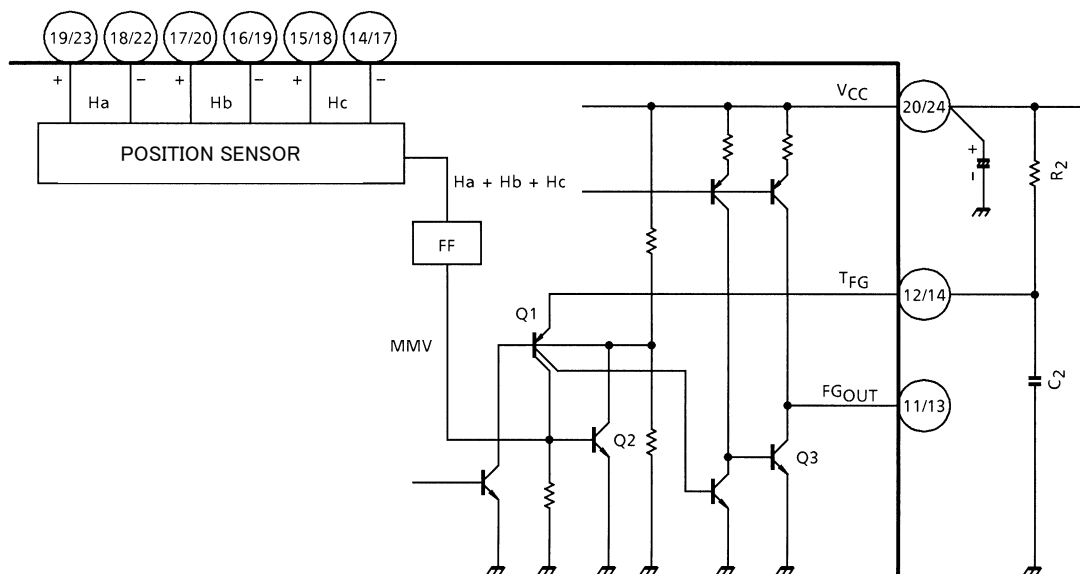 19/23 18/22 17/20 16/19 15/18 14/17
+ − + − + −
Ha Hb Hc
VCC
20/24
POSITION SENSOR
+
−
R2
Ha + Hb + Hc
FF
TFG
12/14
Q1
MMV
C2
FGOUT
11/13
Q2
Q3